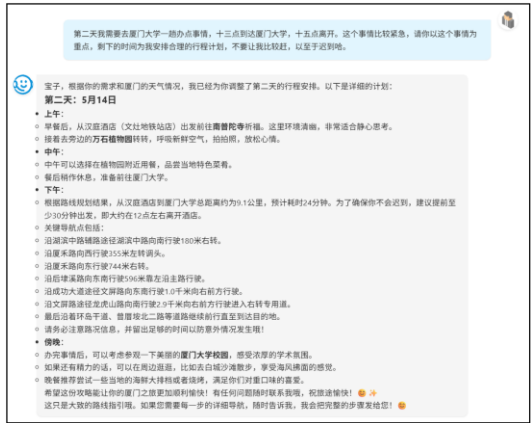 第二天我需要去厦门大学一趟办点事情，十三点到达厦门大学，十五点离开。这个事情比较紧急，请你以这个事情为
重点，剩下的时间为我安排合理的行程计划，不要让我比较赶，以至于迟到哈。
宝子，根据你的需求和厦门的天气情况，我已经为你调整了第二天的行程安排。以下是详细的计划：
第二天：5月14日
上午：
早餐后，从汉庭酒店（文灶地铁站店）出发前往南普陀寺祈福。这里环境清幽，非常适合静心思考。
接着去旁边的万石植物园转转，呼吸新鲜空气，拍拍照，放松心情。
中午：
中午可以选择在植物园附近用餐，品尝当地特色菜肴。
餐后稍作休息，准备前往厦门大学。
下午：
根据路线规划结果，从汉庭酒店到厦门大学总距离约为9.1公里，预计耗时24分钟。为了确保你不会迟到，建议提前至
少30分钟出发，即大约在12点左右离开酒店。
关键导航点包括：
沿湖滨中路辅路途径湖滨中路向南行驶180米右转。
沿厦禾路向西行驶355米左转调头。
沿厦禾路向东行驶744米右转。
沿后埭溪路向东南行驶596米靠左沿主路行驶。
沿成功大道途径文屏路向东南行驶1.0千米向右前方行驶。
沿文屏路途径龙虎山路向南行驶2.9千米向右前方行驶进入右转专用道。
最后沿着环岛干道、曾厝垵北二路等道路继续前行直至到达目的地。
请务必注意路况信息，并留出足够的时间以防意外情况发生哦！
傍晚：
办完事情后，可以考虑参观一下美丽的厦门大学校园，感受浓厚的学术氛围。
如果还有精力的话，可以在周边逛逛，比如去白城沙滩散步，享受海风拂面的感觉。
晚餐推荐尝试一些当地的海鲜大排档或者烧烤，满足你们对重口味的喜爱。
希望这份攻略能让你的厦门之旅更加顺利愉快！有任何问题随时联系我哦，祝旅途愉快！
这只是大致的路线指引哦。如果您需要每一步的详细导航，随时告诉我，我会把完整的步骤发给您！